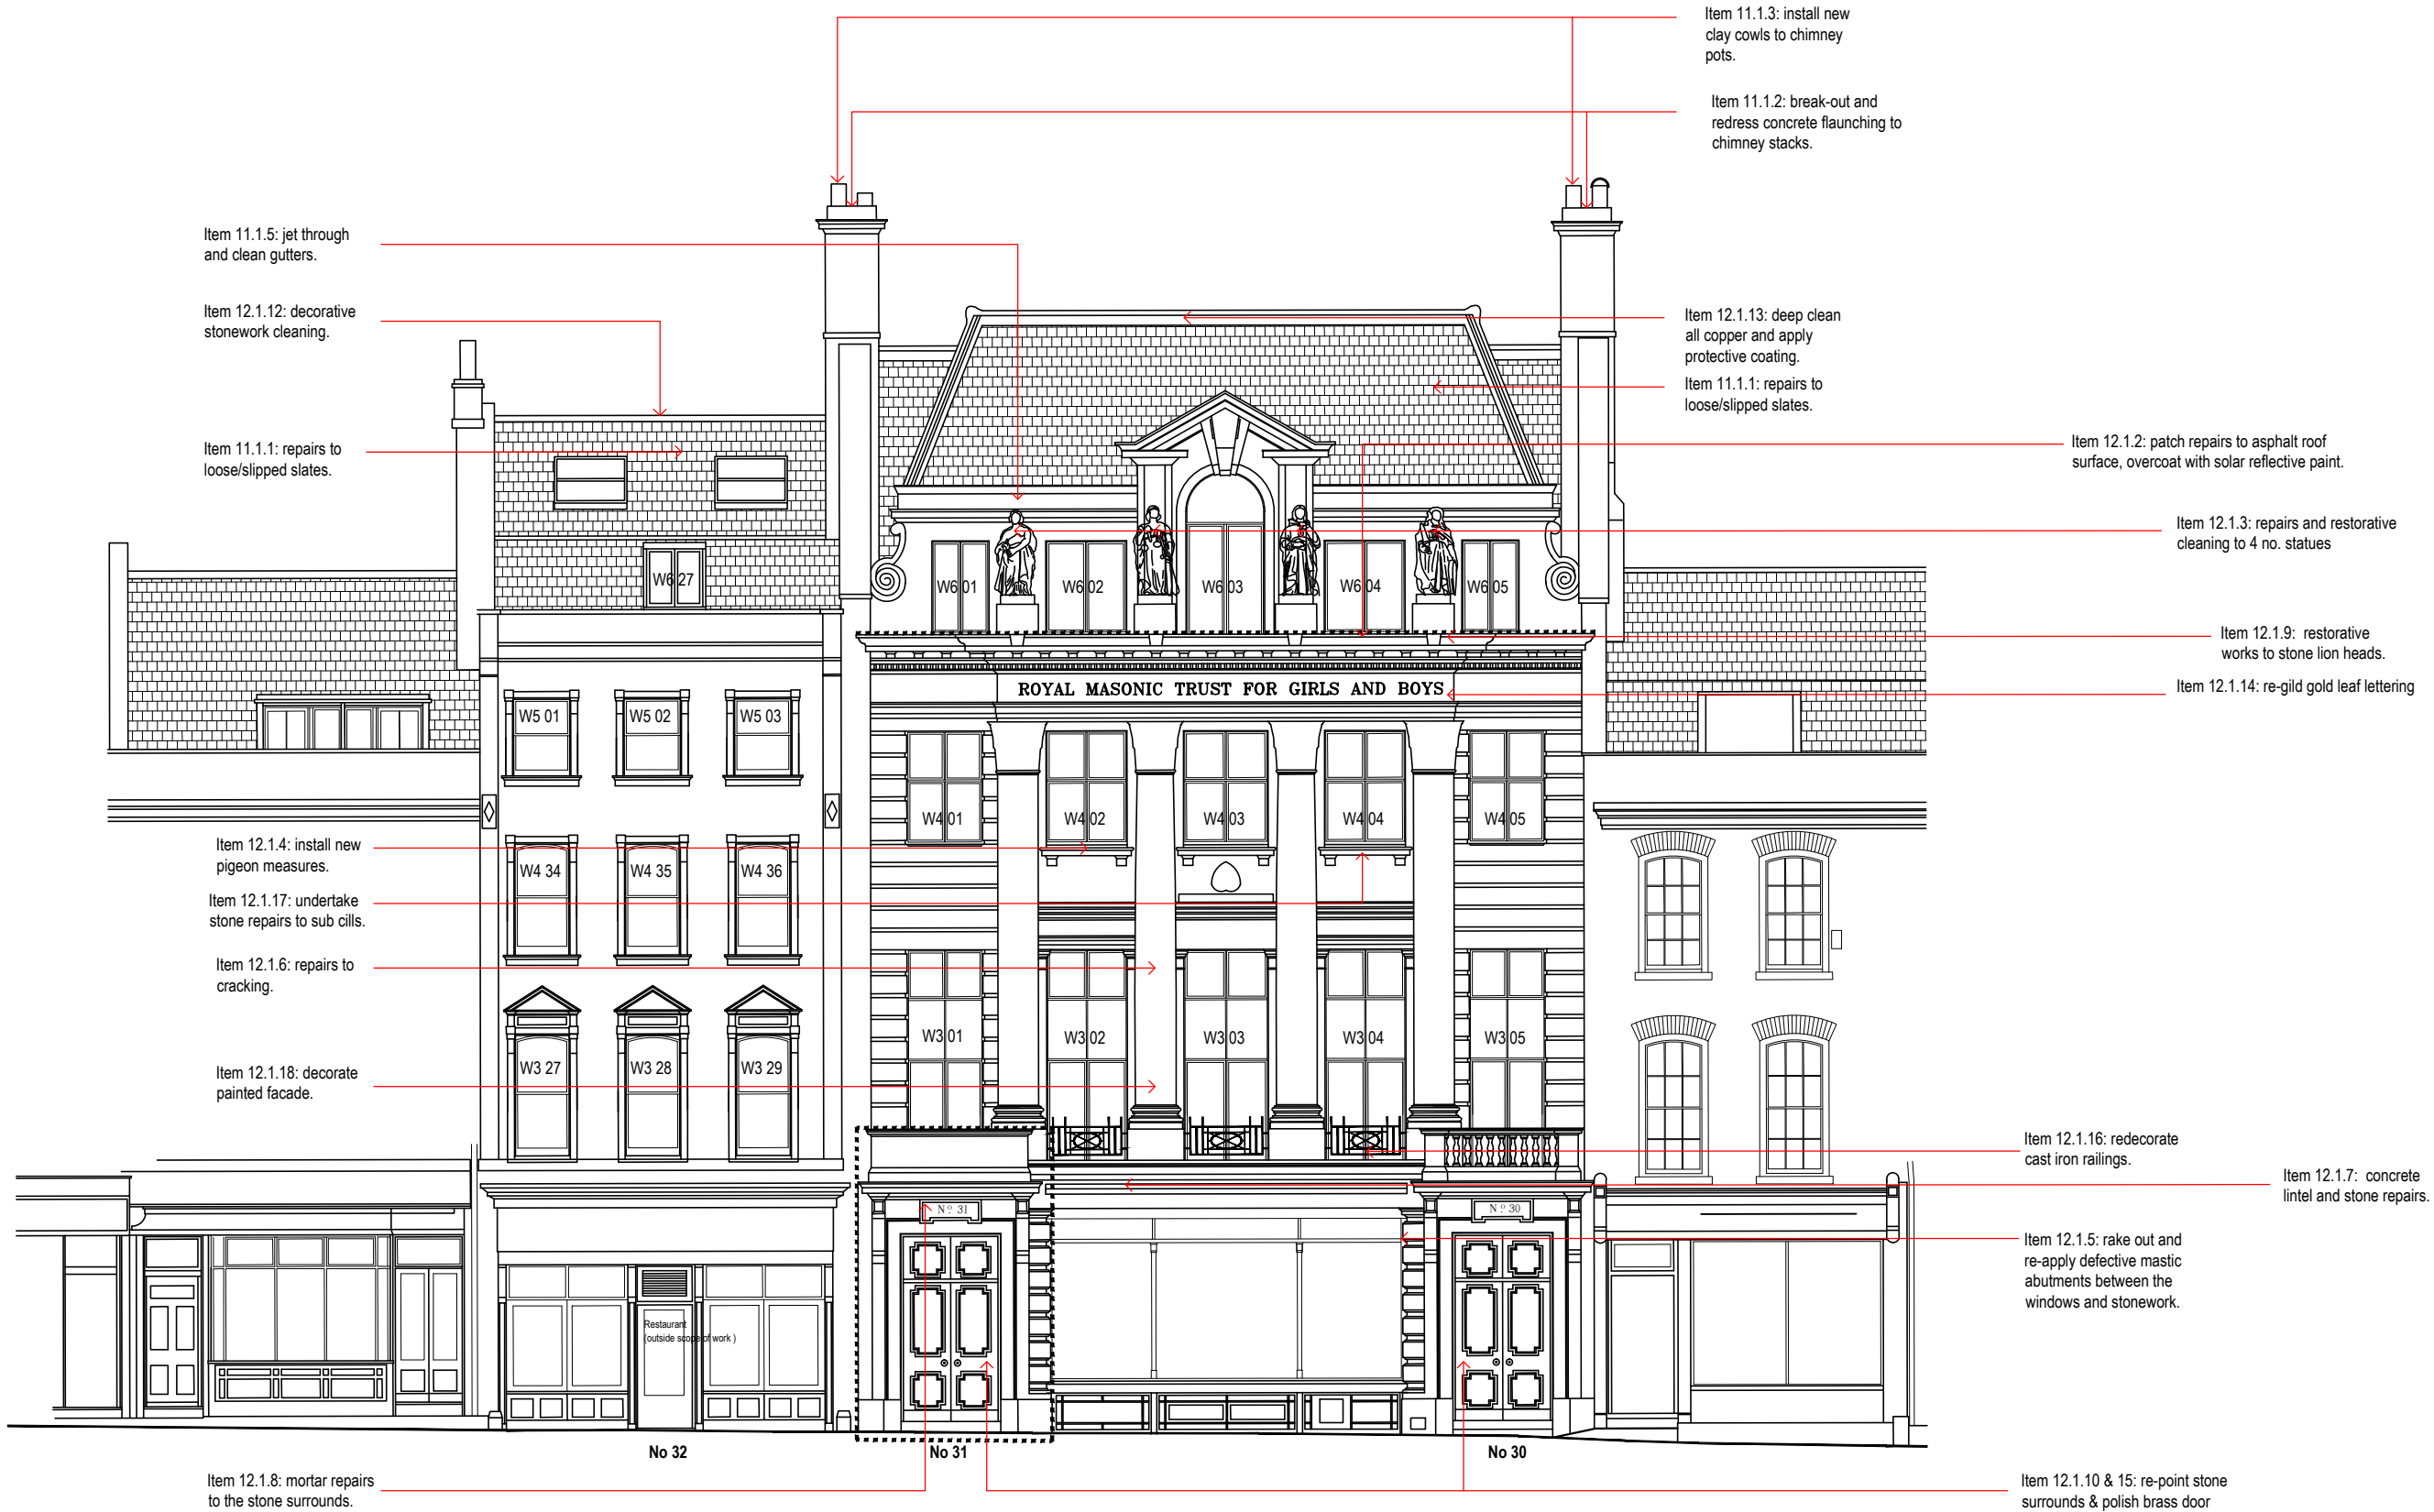 Item 11.1.3: install new
clay cowls to chimney
pots.
Item 11.1.2: break-out and
redress concrete flaunching to
chimney stacks.
Item 11.1.5: jet through
and clean gutters.
Item 12.1.12: decorative
stonework cleaning.
Item 12.1.13: deep clean
all copper and apply
protective coating.
Item 11.1.1: repairs to
loose/slipped slates.
Item 11.1.1: repairs to
loose/slipped slates.
Item 12.1.2: patch repairs to asphalt roof
surface, overcoat with solar reflective paint.
Item 12.1.3: repairs and restorative
cleaning to 4 no. statues
W6 27
W6 01
W6 02
W6 03
W6 04
W6 05
Item 12.1.9: restorative
works to stone lion heads.
ROYAL MASONIC TRUST FOR GIRLS AND BOYS
Item 12.1.14: re-gild gold leaf lettering
W5 01
W5 02
W5 03
W4 01
W4 02
W4 03
W4 04
W4 05
Item 12.1.4: install new
pigeon measures.
W4 34
W4 35
W4 36
Item 12.1.17: undertake
stone repairs to sub cills.
Item 12.1.6: repairs to
cracking.
W3 01
W3 02
W3 03
W3 04
W3 05
W3 27
W3 28
W3 29
Item 12.1.18: decorate
painted facade.
Item 12.1.16: redecorate
cast iron railings.
Item 12.1.7: concrete
lintel and stone repairs.
Nº 31
Nº 30
Item 12.1.5: rake out and
re-apply defective mastic
abutments between the
windows and stonework.
Restaurant
(outside scope of work )
No 32
No 31
No 30
Item 12.1.8: mortar repairs
to the stone surrounds.
Item 12.1.10 & 15: re-point stone
surrounds & polish brass door